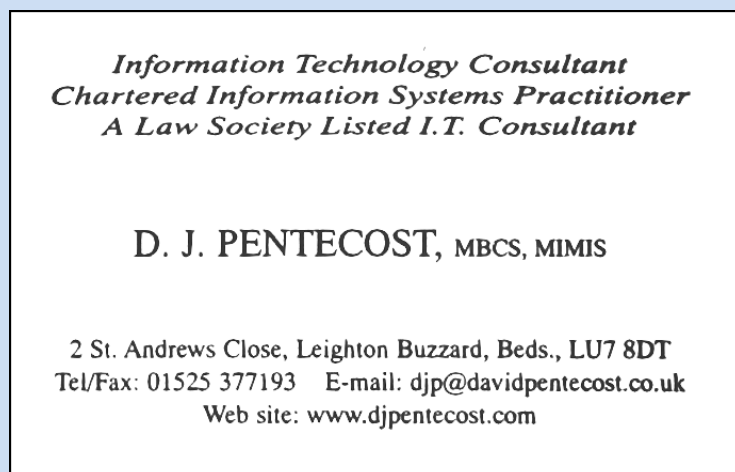 Information Technology Consultant
Chartered Information Systems Practitioner
A Law Society Listed I.T. Consultant
D. J. PENTECOST, MBCS, MIMIS
2 St. Andrews Close, Leighton Buzzard, Beds., LU7 8DT
Tel/Fax: 01525 377193 E-mail: djp@davidpentecost.co.uk
Web site: www.djpentecost.com